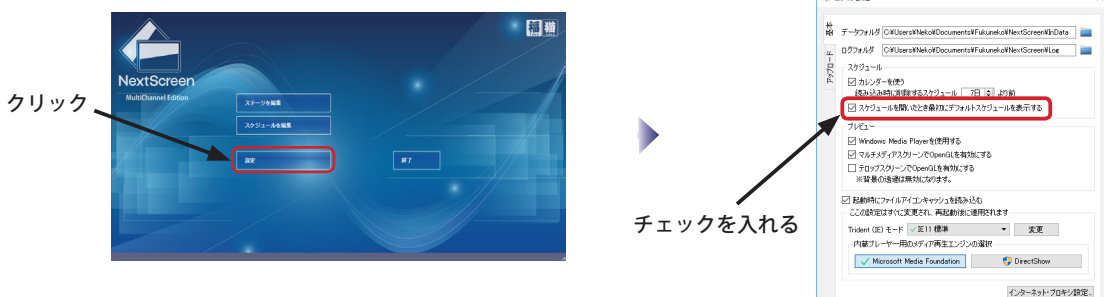 福 猫
NextScreen
MultiChannel Edition
クリック
ステージを編集
スケジュールを編集
設定
終了
チェックを入れる
基本
アップロード
データフォルダ C:¥Users¥Neko¥Documents¥Fukuneko¥NextScreen¥InData
ログフォルダ C:¥Users¥Neko¥Documents¥Fukuneko¥NextScreen¥Log
スケジュール
カレンダーを使う
読み込み時に削除するスケジュール 7日 より前
スケジュールを開いたとき最初にデフォルトスケジュールを表示する
プレビュー
Windows Media Playerを使用する
マルチメディアスクリーンでOpenGLを有効にする
テロップスクリーンでOpenGLを有効にする
※背景の透過は無効になります。
起動時にファイルアイコンキャッシュを読み込む
ここの設定はすぐに変更され、再起動後に適用されます
Trident (IE) モード IE11 標準 変更
内蔵プレーヤー用のメディア再生エンジンの選択
Microsoft Media Foundation DirectShow
インターネット・プロキシ設定..